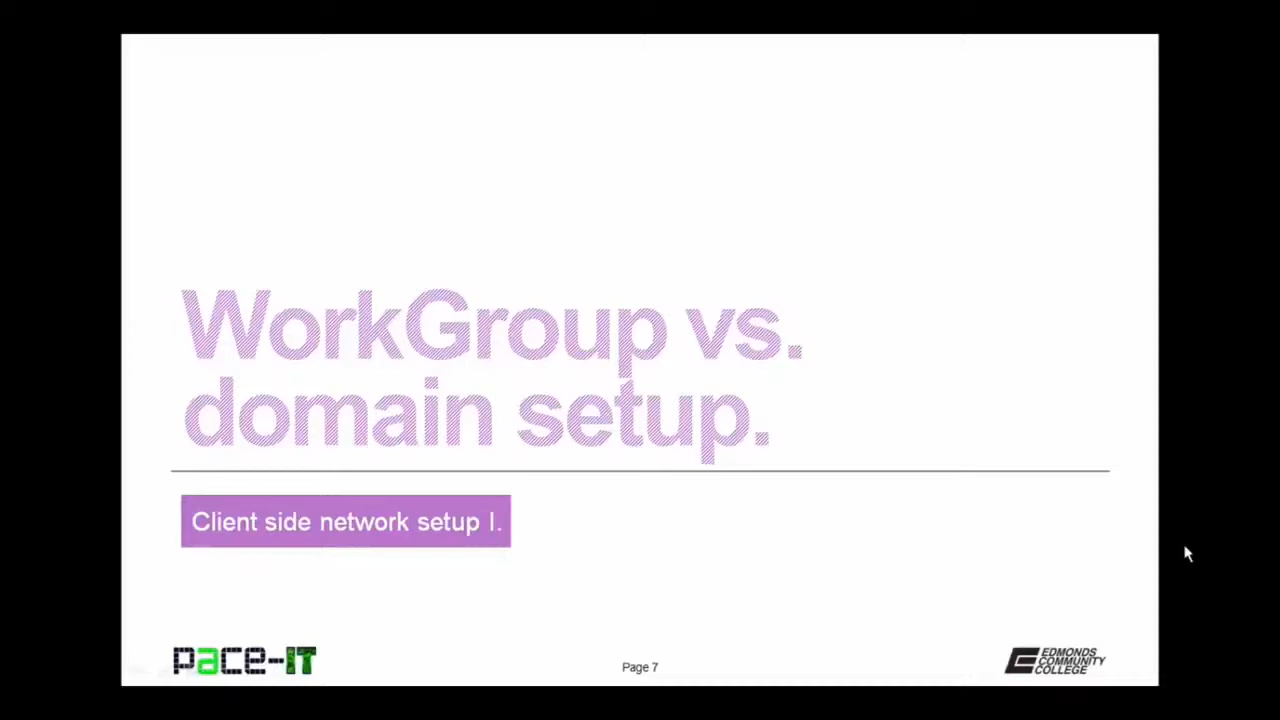 WorkGroup vs.
domain setup.
Client side network setup I.
pace-IT
Page 7
EDMONDS
COMMUNITY
COLLEGE